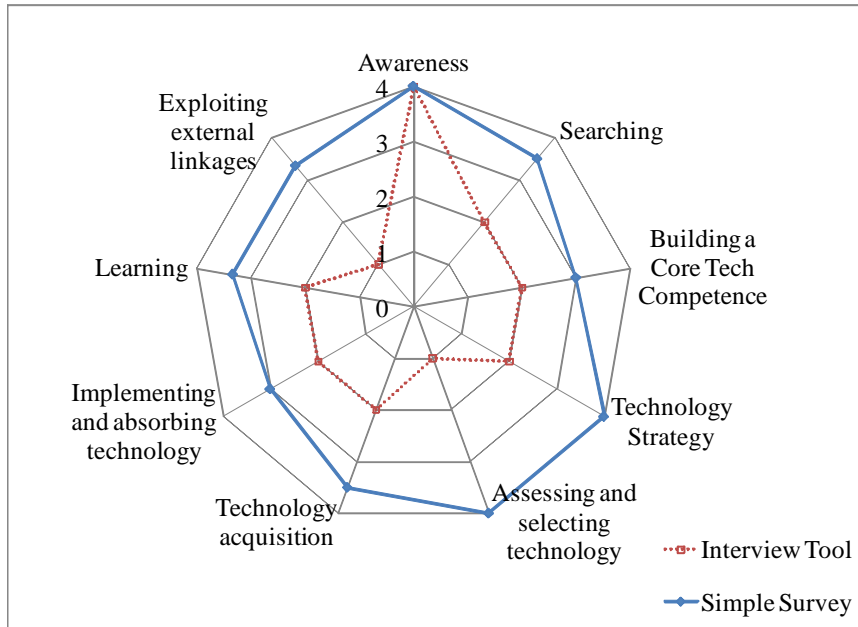 Awareness
4
3
2
1
0
Searching
Building a
Core Tech
Competence
Technology
Strategy
Assessing and
selecting
technology
Technology
acquisition
Implementing
and absorbing
technology
Learning
Exploiting
external
linkages
Interview Tool
Simple Survey